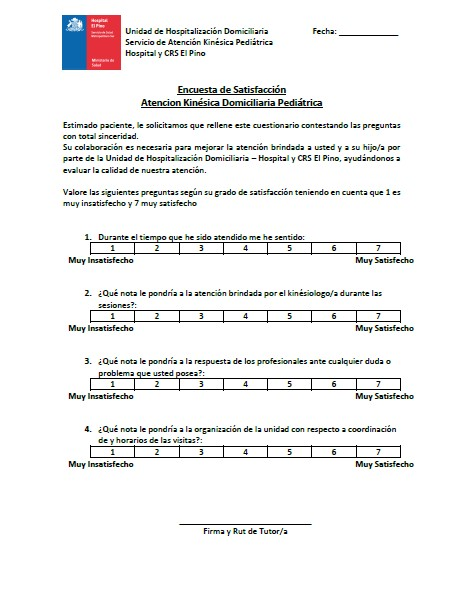 Hospital
El Pino
Servicio de Salud
Metropolitano Sur
Ministerio de
Salud
Unidad de Hospitalización Domiciliaria Fecha: ______________
Servicio de Atención Kinésica Pediátrica
Hospital y CRS El Pino
Encuesta de Satisfacción
Atencion Kinésica Domiciliaria Pediátrica
Estimado paciente, le solicitamos que rellene este cuestionario contestando las preguntas
con total sinceridad.
Su colaboración es necesaria para mejorar la atención brindada a usted y a su hijo/a por
parte de la Unidad de Hospitalización Domiciliaria – Hospital y CRS El Pino, ayudándonos a
evaluar la calidad de nuestra atención.
Valore las siguientes preguntas según su grado de satisfacción teniendo en cuenta que 1 es
muy insatisfecho y 7 muy satisfecho
1. Durante el tiempo que he sido atendido me he sentido:
1 2 3 4 5 6 7
Muy Insatisfecho Muy Satisfecho
2. ¿Qué nota le pondría a la atención brindada por el kinésiologo/a durante las
sesiones?:
1 2 3 4 5 6 7
Muy Insatisfecho Muy Satisfecho
3. ¿Qué nota le pondría a la respuesta de los profesionales ante cualquier duda o
problema que usted posea?:
1 2 3 4 5 6 7
Muy Insatisfecho Muy Satisfecho
4. ¿Qué nota le pondría a la organización de la unidad con respecto a coordinación
de y horarios de las visitas?:
1 2 3 4 5 6 7
Muy Insatisfecho Muy Satisfecho
Firma y Rut de Tutor/a